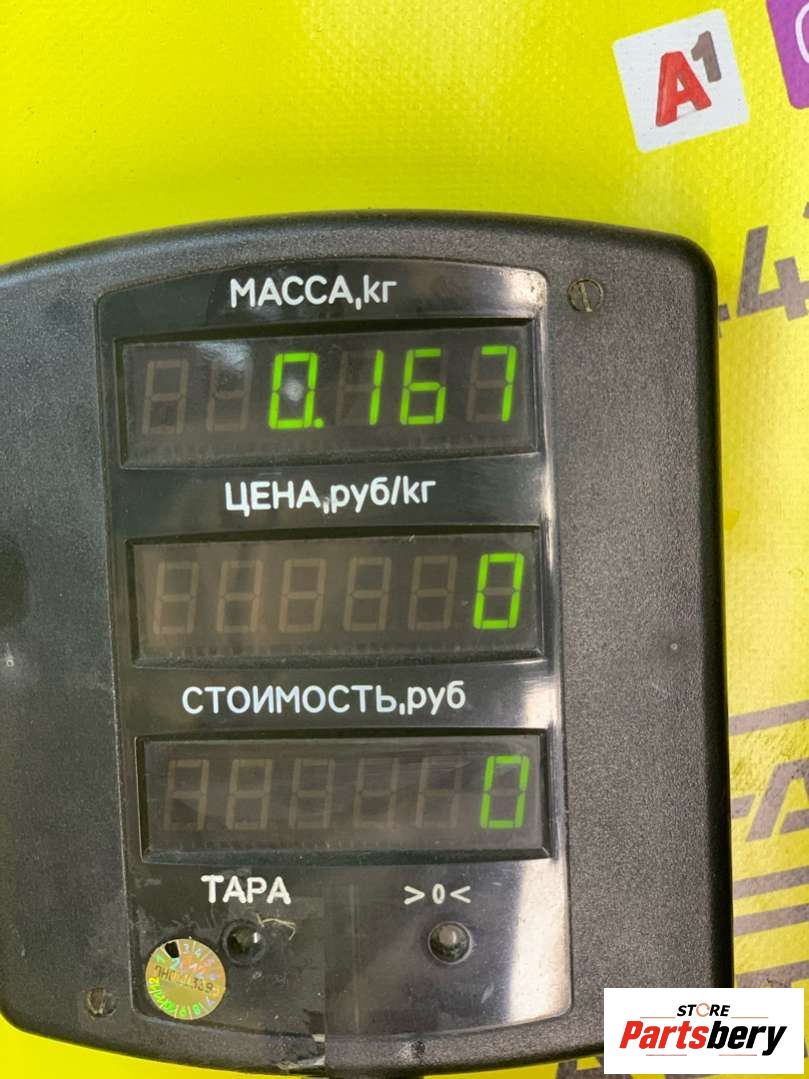 A1
МАССА,кг
0.167
ЦЕНА,руб/кг
0
СТОИМОСТЬ,руб
0
ТАРА >0<
STORE
Partsbery